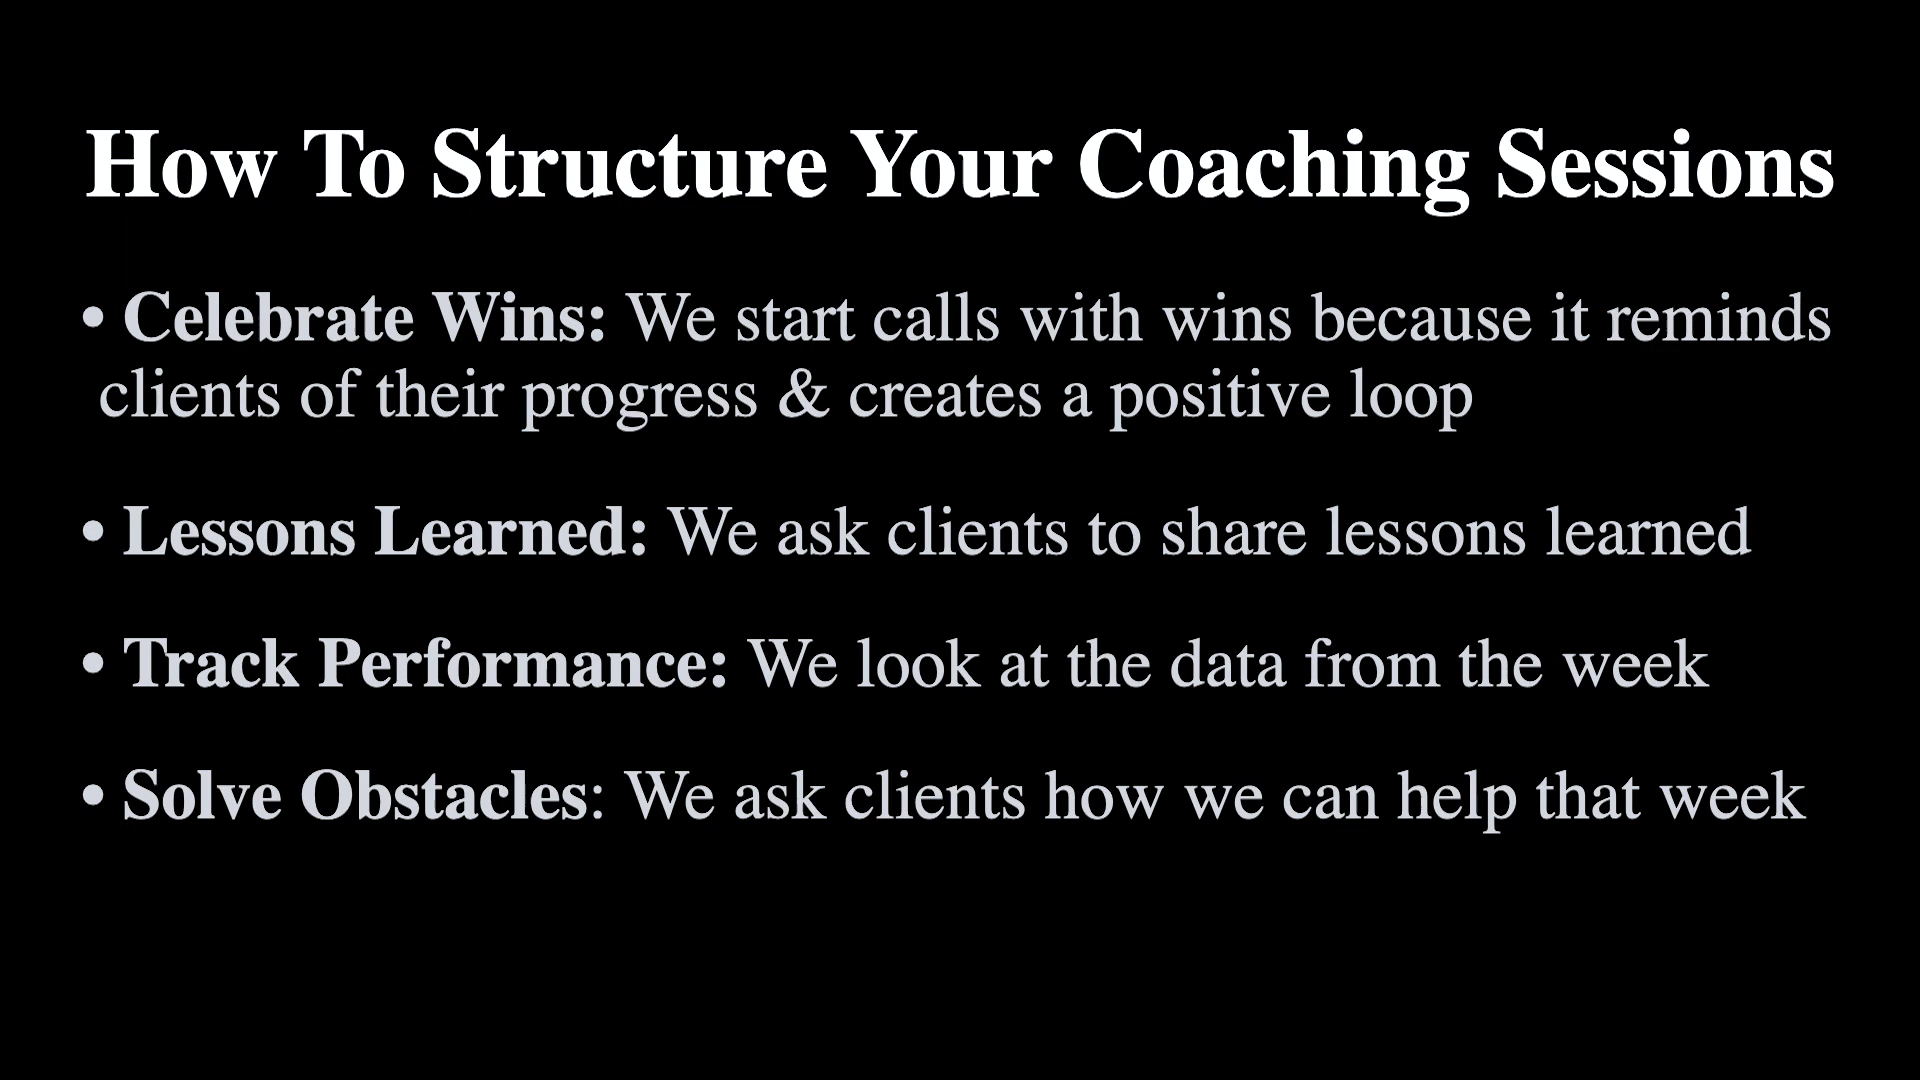 How To Structure Your Coaching Sessions
• Celebrate Wins: We start calls with wins because it reminds
clients of their progress & creates a positive loop
• Lessons Learned: We ask clients to share lessons learned
• Track Performance: We look at the data from the week
• Solve Obstacles: We ask clients how we can help that week